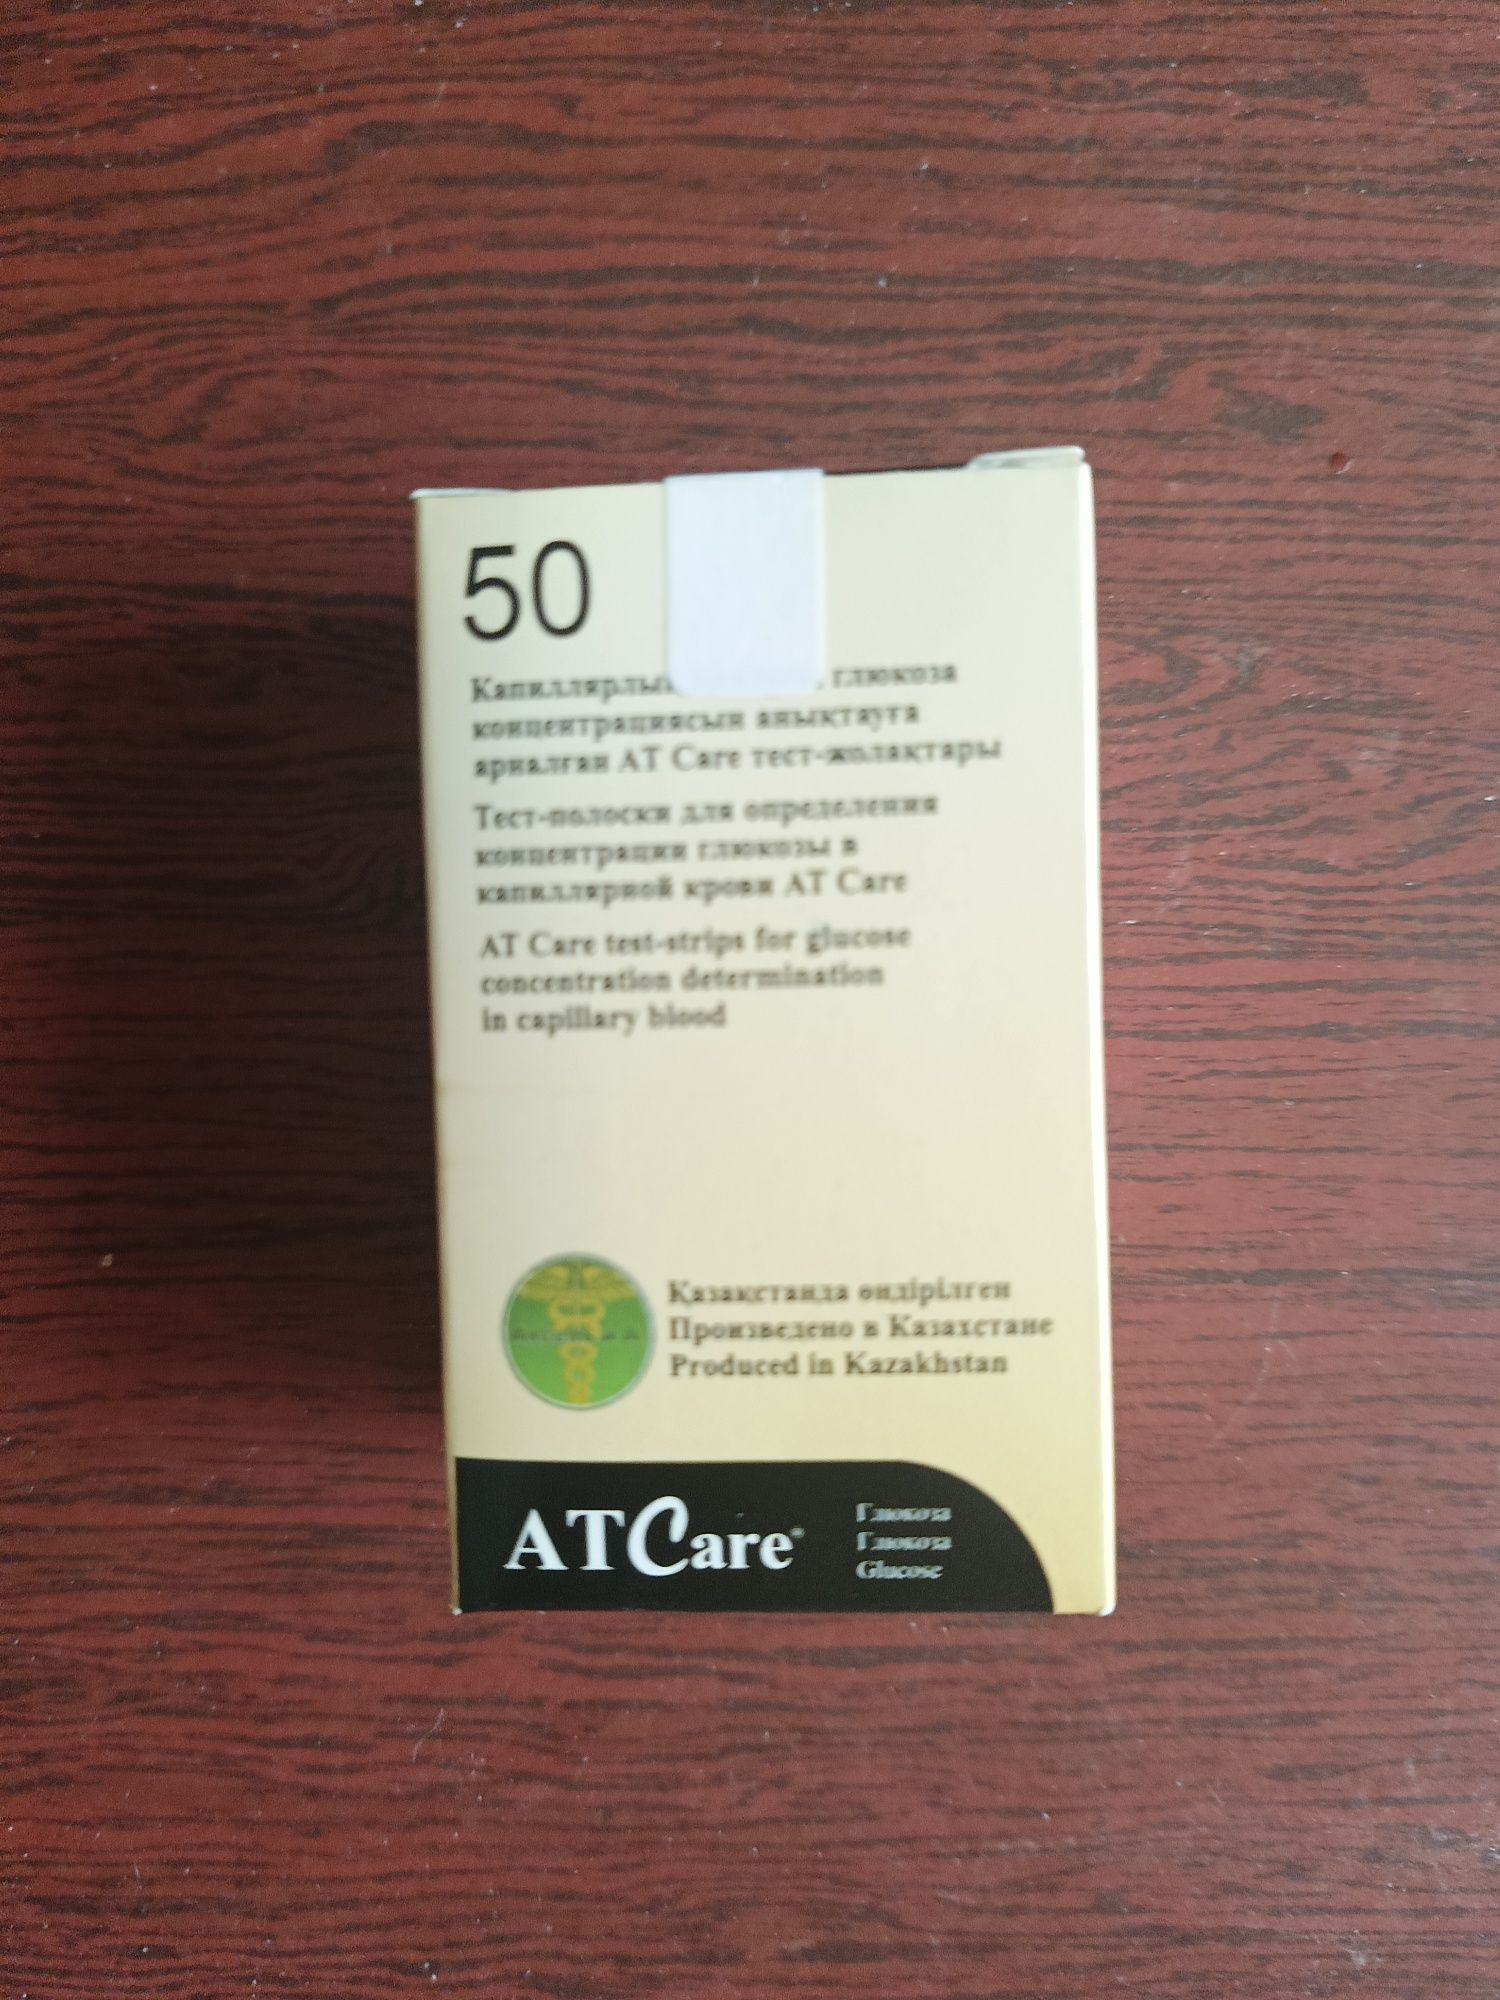 50
глюкоза
концентрациясын анықтауға
арналған AT Care тест-жолақтары
Тест-полоски для определения
концентрации глюкозы в
капиллярной крови AT Care
AT Care test-strips for glucose
concentration determination
in capillary blood
Қазақстанда өндірілген
Произведено в Казахстане
Produced in Kazakhstan
ATCare®
Глюкоза
Глюкоза
Glucose